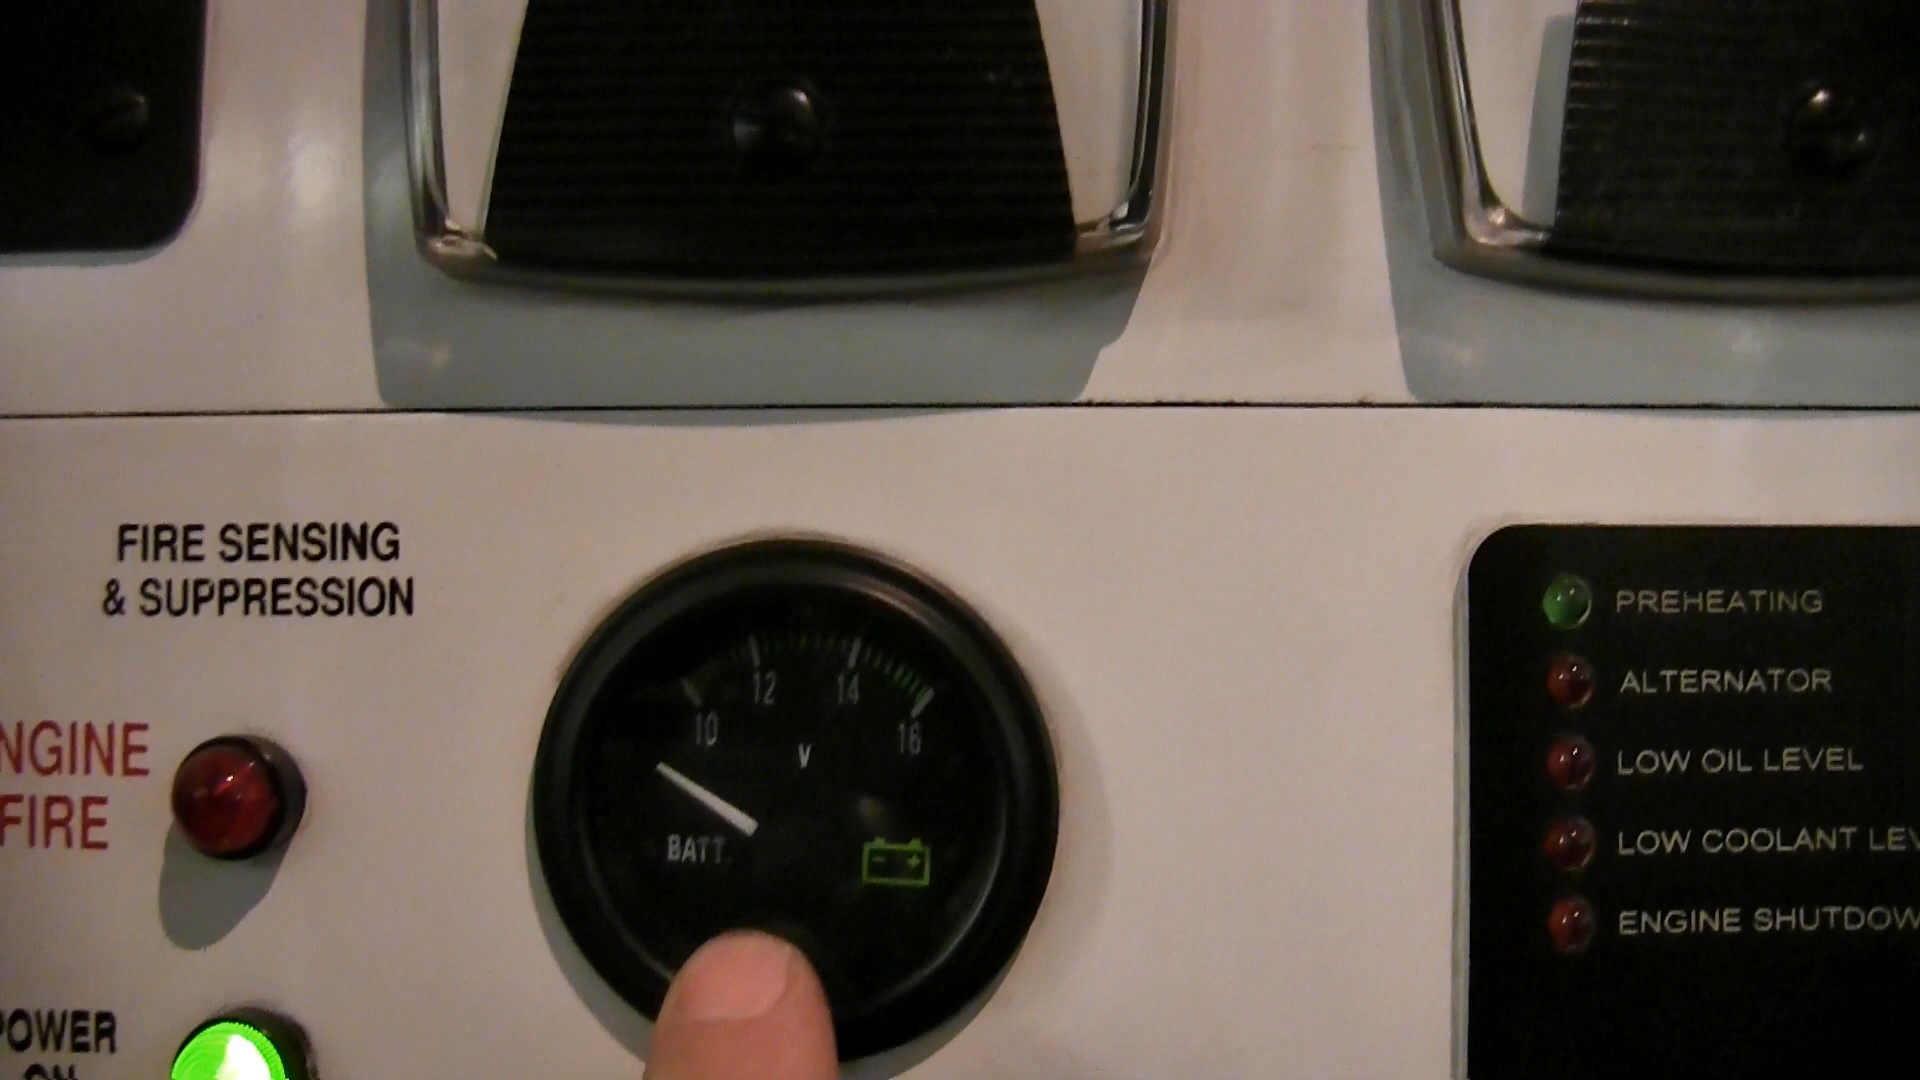 FIRE SENSING
& SUPPRESSION
NGINE
FIRE
POWER
ON
10
12
14
16
V
BATT.
- +
PREHEATING
ALTERNATOR
LOW OIL LEVEL
LOW COOLANT LEV
ENGINE SHUTDOW